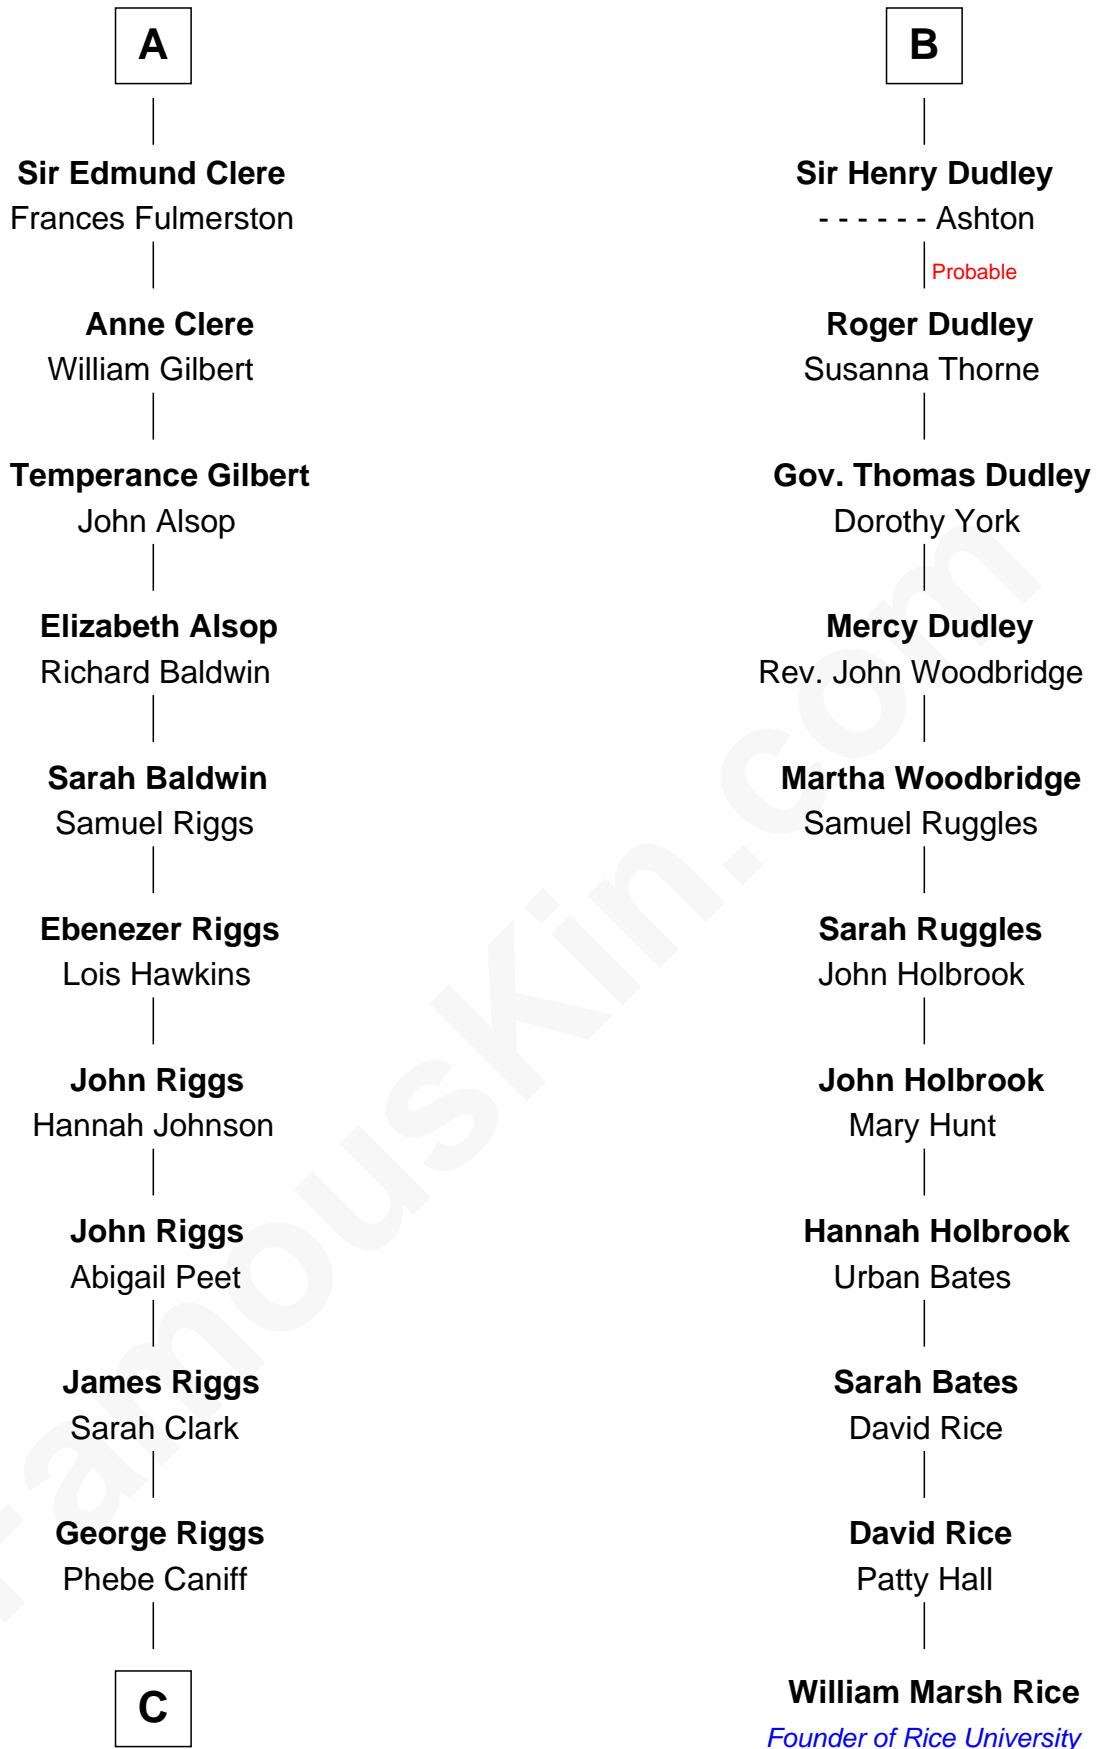 A
Sir Edmund Clere
Frances Fulmerston
Anne Clere
William Gilbert
Temperance Gilbert
John Alsop
Elizabeth Alsop
Richard Baldwin
Sarah Baldwin
Samuel Riggs
Ebenezer Riggs
Lois Hawkins
John Riggs
Hannah Johnson
John Riggs
Abigail Peet
James Riggs
Sarah Clark
George Riggs
Phebe Caniff
C
B
Sir Henry Dudley
- - - - - - Ashton
Probable
Roger Dudley
Susanna Thorne
Gov. Thomas Dudley
Dorothy York
Mercy Dudley
Rev. John Woodbridge
Martha Woodbridge
Samuel Ruggles
Sarah Ruggles
John Holbrook
John Holbrook
Mary Hunt
Hannah Holbrook
Urban Bates
Sarah Bates
David Rice
David Rice
Patty Hall
William Marsh Rice
Founder of Rice University
FamousKin.com